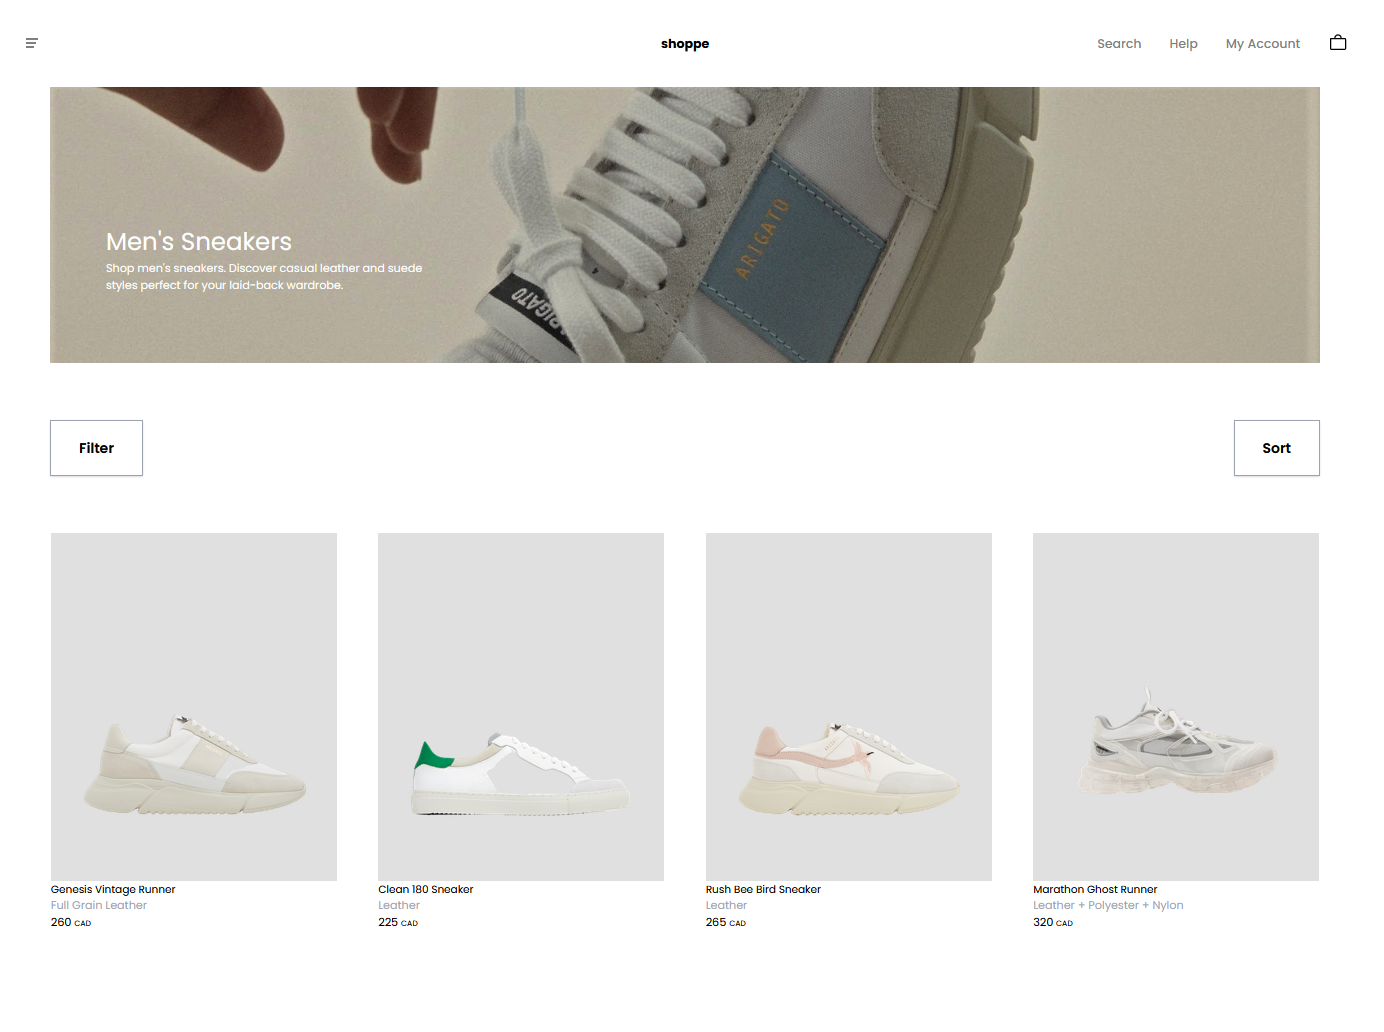 shoppe
Search Help My Account
ARIGATO
ARIGATO
Men's Sneakers
Shop men's sneakers. Discover casual leather and suede
styles perfect for your laid-back wardrobe.
Filter
Sort
Genesis Vintage Runner
Full Grain Leather
260 CAD
Clean 180 Sneaker
Leather
225 CAD
Rush Bee Bird Sneaker
Leather
265 CAD
Marathon Ghost Runner
Leather + Polyester + Nylon
320 CAD